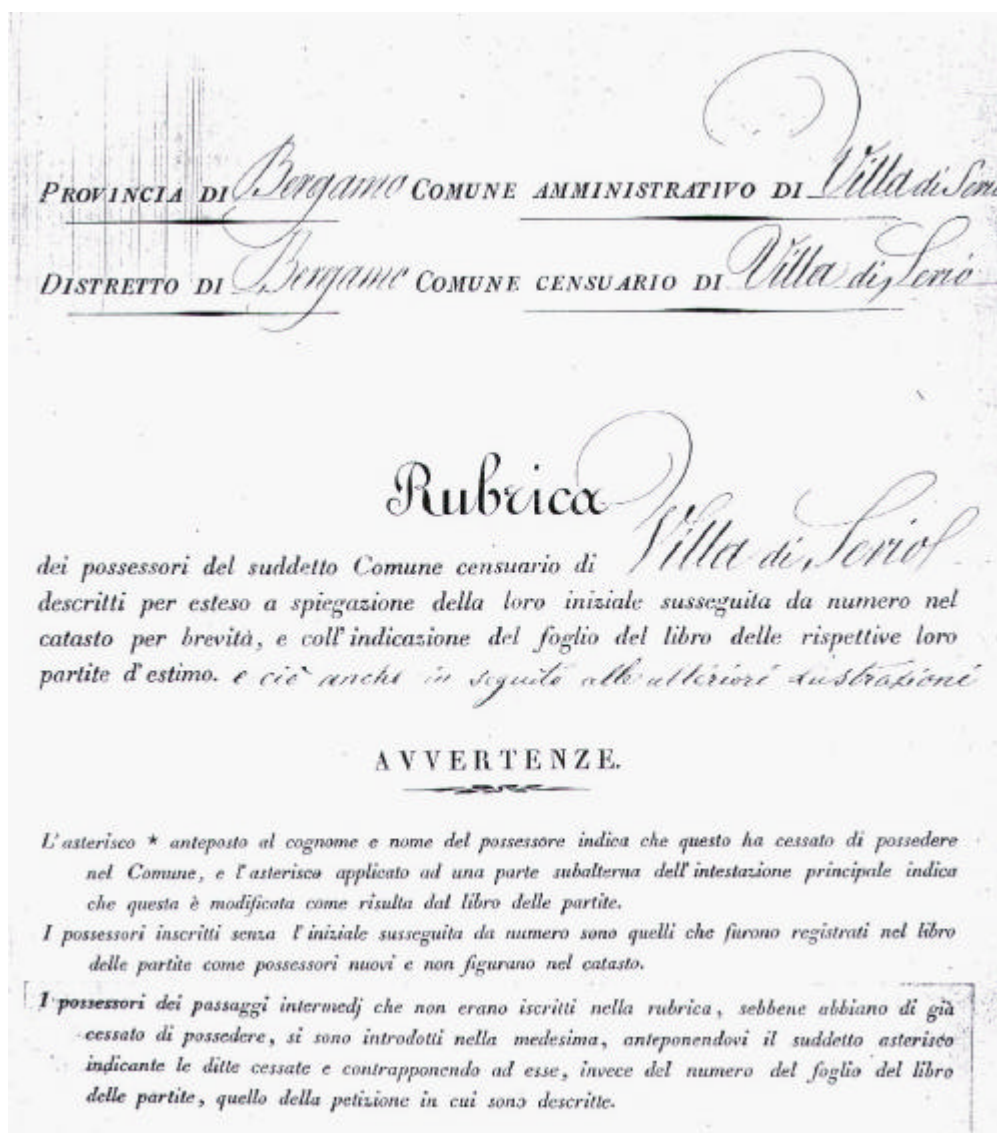 PROVINCIA DI Bergamo COMUNE AMMINISTRATIVO DI Villa di Serio
DISTRETTO DI Bergamo COMUNE CENSUARIO DI Villa di Serio
Rubrica
dei possessori del suddetto Comune censuario di Villa di Serio
descritti per esteso a spiegazione della loro iniziale susseguita da numero nel
catasto per brevità, e coll'indicazione del foglio del libro delle rispettive loro
partite d'estimo. e ciò anche in seguito alle ulteriori lustrazioni
AVVERTENZE.
L'asterisco * anteposto al cognome e nome del possessore indica che questo ha cessato di possedere
nel Comune, e l'asterisco applicato ad una parte subalterna dell'intestazione principale indica
che questa è modificata come risulta dal libro delle partite.
I possessori inscritti senza l'iniziale susseguita da numero sono quelli che furono registrati nel libro
delle partite come possessori nuovi e non figurano nel catasto.
I possessori dei passaggi intermedj che non erano iscritti nella rubrica, sebbene abbiano di già
cessato di possedere, si sono introdotti nella medesima, anteponendovi il suddetto asterisco
indicante le ditte cessate e contrapponendo ad esse, invece del numero del foglio del libro
delle partite, quello della petizione in cui sono descritte.